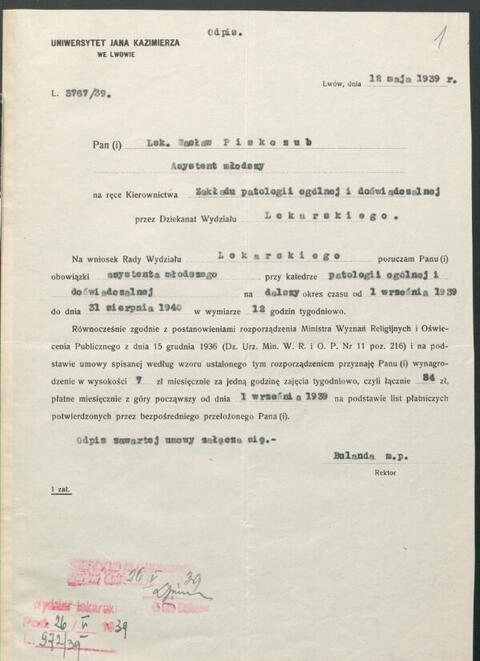 Odpis.
1
UNIWERSYTET JANA KAZIMIERZA
WE LWOWIE
Lwów, dnia 12 maja 1939 r.
L. 3767/39.
Pan (i) Lek. Wacław Piskozub
Asystent młodszy
na ręce Kierownictwa Zakładu patologii ogólnej i doświadczalnej
przez Dziekanat Wydziału Lekarskiego.
Na wniosek Rady Wydziału Lekarskiego poruczam Panu (i)
obowiązki asystenta młodszego przy katedrze patologii ogólnej i
doświadczalnej na dalszy okres czasu od 1 września 1939
do dnia 31 sierpnia 1940 w wymiarze 12 godzin tygodniowo.
Równocześnie zgodnie z postanowieniami rozporządzenia Ministra Wyznań Religijnych i Oświe-
cenia Publicznego z dnia 15 grudnia 1936 (Dz. Urz. Min. W. R. i O. P. Nr 11 poz. 216) i na pod-
stawie umowy spisanej według wzoru ustalonego tym rozporządzeniem przyznaję Panu (i) wynagro-
dzenie w wysokości 7 zł miesięcznie za jedną godzinę zajęcia tygodniowo, czyli łącznie 84 zł,
płatne miesięcznie z góry począwszy od dnia 1 września 1939 na podstawie list płatniczych
potwierdzonych przez bezpośredniego przełożonego Pana (i).
Odpis zawartej umowy załącza się.-
Bulanda m.p.
Rektor
1 zał.
26 V 39
Wydział lekarski
Pod. 26 / V 1939
L. 972/39